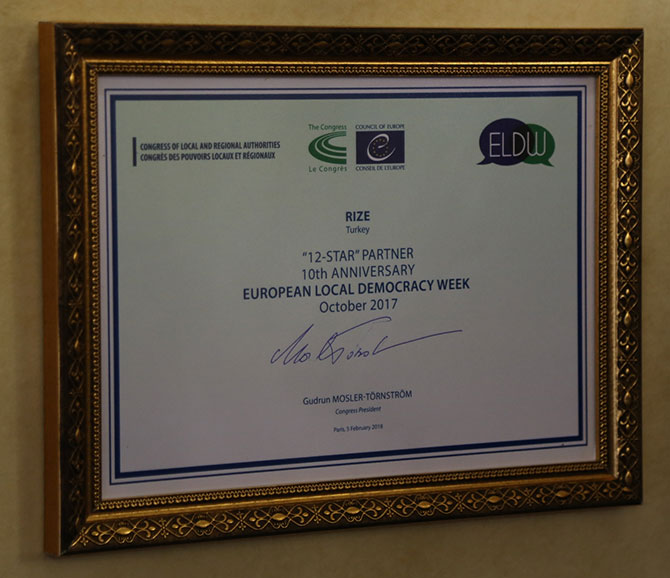 CONGRESS OF LOCAL AND REGIONAL AUTHORITIES
CONGRÈS DES POUVOIRS LOCAUX ET RÉGIONAUX
The Congress
Le Congrès
COUNCIL OF EUROPE
CONSEIL DE L'EUROPE
ELDW
RIZE
Turkey
"12-STAR" PARTNER
10th ANNIVERSARY
EUROPEAN LOCAL DEMOCRACY WEEK
October 2017
Gudrun MOSLER-TÖRNSTRÖM
Congress President
Paris, 5 February 2018